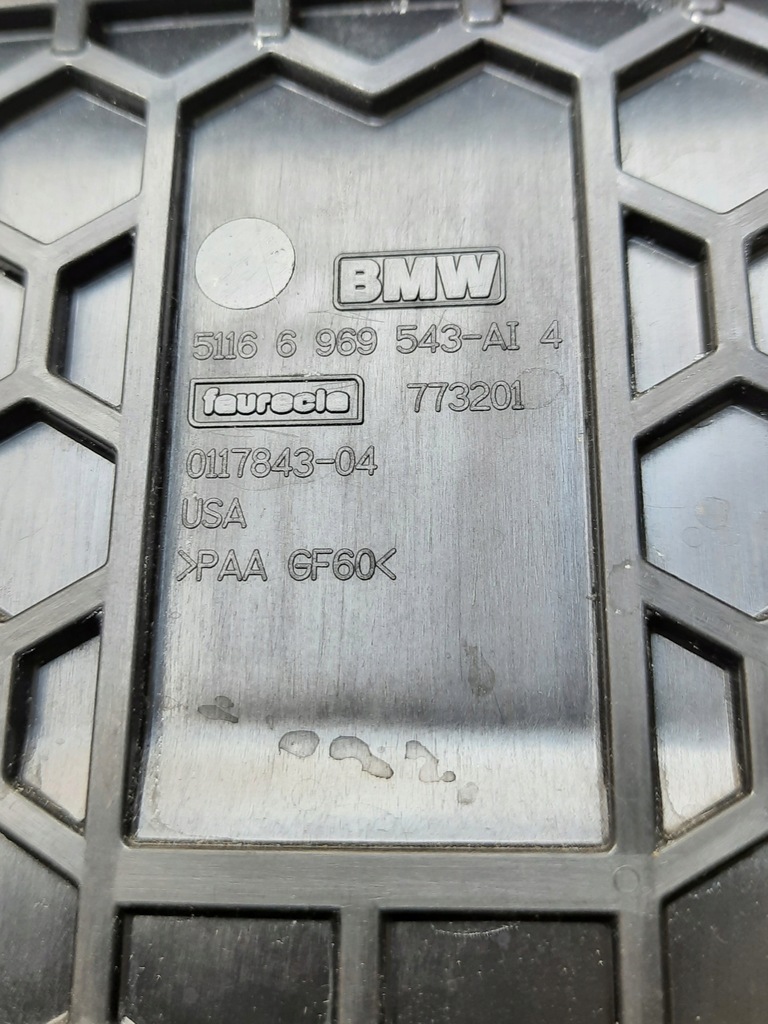 BMW
5116 6 969 543-AI 4
faurecia 773201
0117843-04
USA
>PAA GF60<